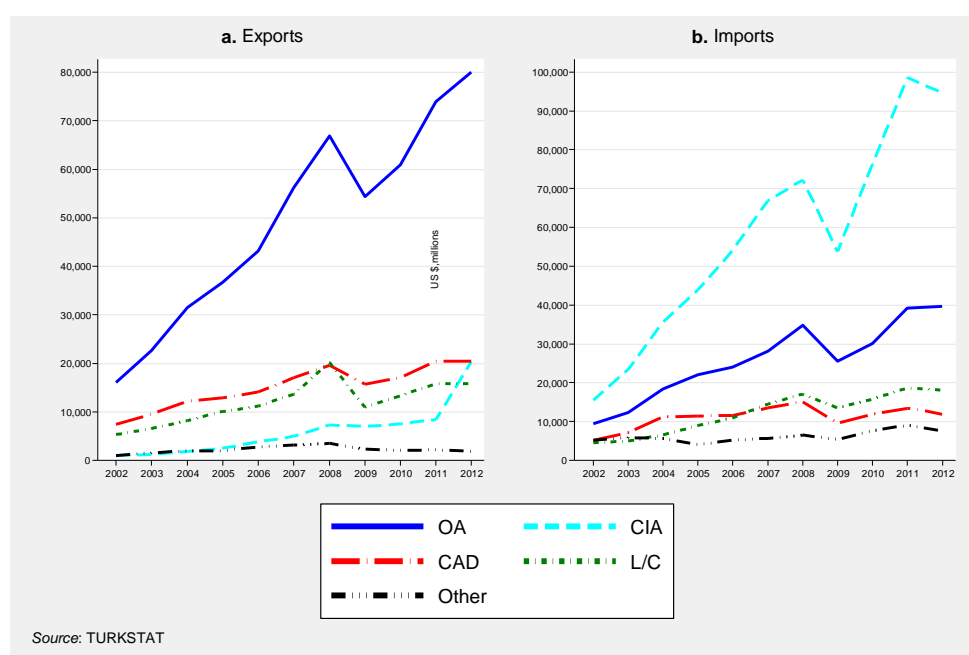 a. Exports
80,000
70,000
60,000
50,000
40,000
30,000
20,000
10,000
0
2002 2003 2004 2005 2006 2007 2008 2009 2010 2011 2012
US $,millions
b. Imports
100,000
90,000
80,000
70,000
60,000
50,000
40,000
30,000
20,000
10,000
0
2002 2003 2004 2005 2006 2007 2008 2009 2010 2011 2012
OA CIA
CAD L/C
Other
Source: TURKSTAT